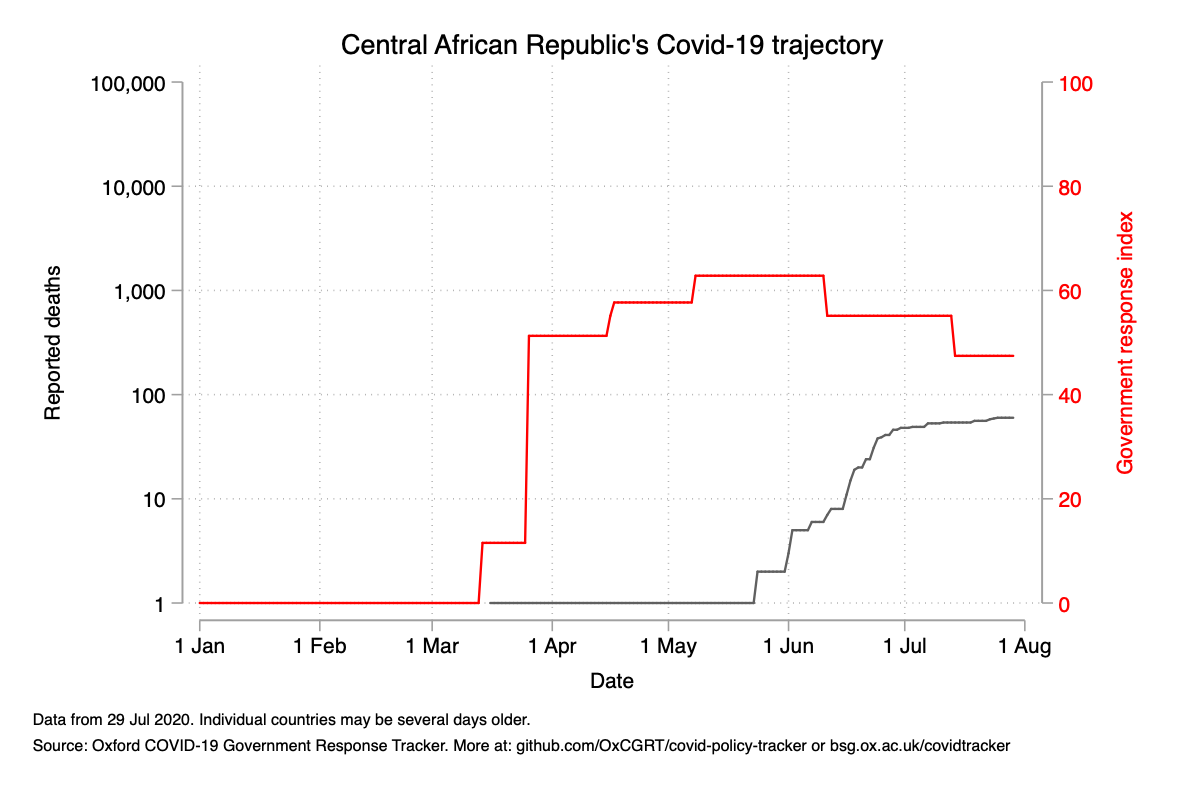 Central African Republic's Covid-19 trajectory
100,000
10,000
1,000
100
10
1
Reported deaths
100
80
60
40
20
0
Government response index
1 Jan 1 Feb 1 Mar 1 Apr 1 May 1 Jun 1 Jul 1 Aug
Date
Data from 29 Jul 2020. Individual countries may be several days older.
Source: Oxford COVID-19 Government Response Tracker. More at: github.com/OxCGRT/covid-policy-tracker or bsg.ox.ac.uk/covidtracker